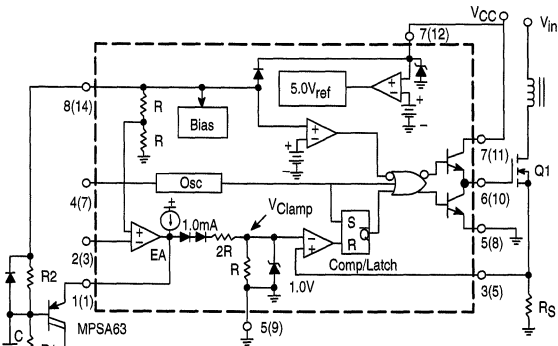 VCC
Vin
7(12)
5.0Vref
+
−
8(14)
R
Bias
R
+
−
+
−
7(11)
Q1
Osc
4(7)
6(10)
VClamp
+
1.0mA
S
Q
R
5(8)
2(3)
+
−
EA
2R
R
−
+
Comp/Latch
1.0V
3(5)
R2
1(1)
5(9)
RS
MPSA63
C